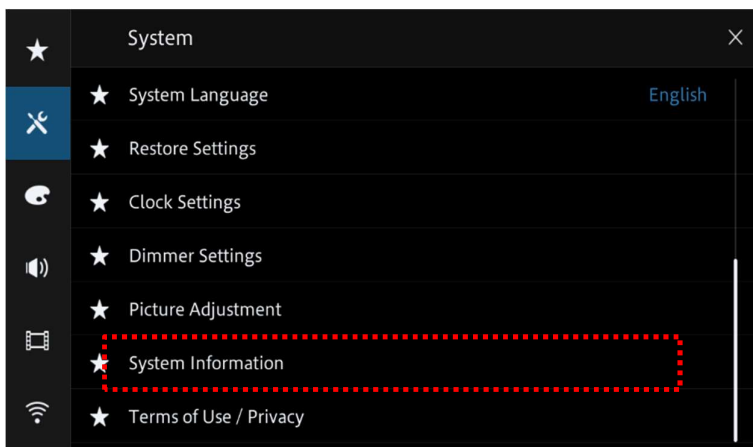 System
System Language English
Restore Settings
Clock Settings
Dimmer Settings
Picture Adjustment
System Information
Terms of Use / Privacy